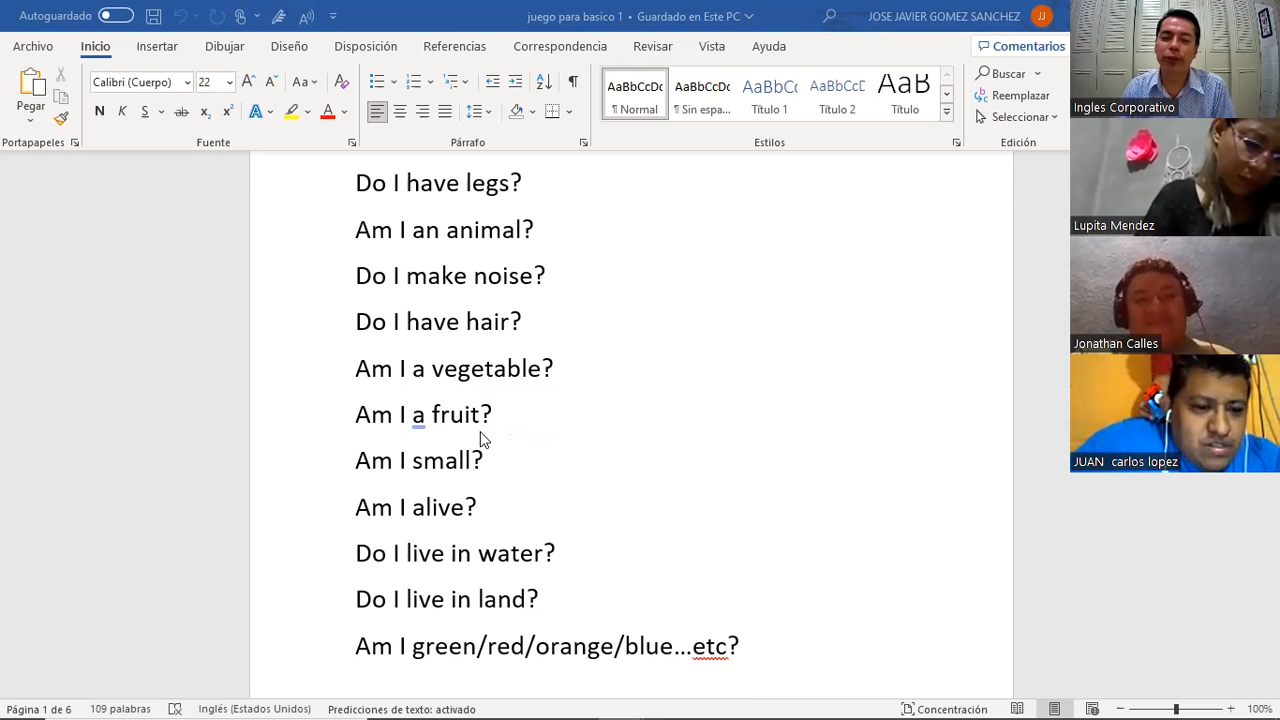 Autoguardado
juego para basico 1 • Guardado en Este PC
JOSE JAVIER GOMEZ SANCHEZ
JJ
Archivo Inicio Insertar Dibujar Diseño Disposición Referencias Correspondencia Revisar Vista Ayuda
Comentarios
Pegar
Calibri (Cuerpo) 22
N K S ab x₂ x²
Aa
AaBbCcDc AaBbCcDc AaBbCc AaBbCcD AaB
¶ Normal ¶ Sin espa... Título 1 Título 2 Título
Buscar
Reemplazar
Seleccionar
Portapapeles Fuente Párrafo Estilos Edición
Do I have legs?
Am I an animal?
Do I make noise?
Do I have hair?
Am I a vegetable?
Am I a fruit?
Am I small?
Am I alive?
Do I live in water?
Do I live in land?
Am I green/red/orange/blue...etc?
Página 1 de 6 109 palabras Inglés (Estados Unidos) Predicciones de texto: activado Concentración 100%
Ingles Corporativo
Lupita Mendez
Jonathan Calles
JUAN carlos lopez